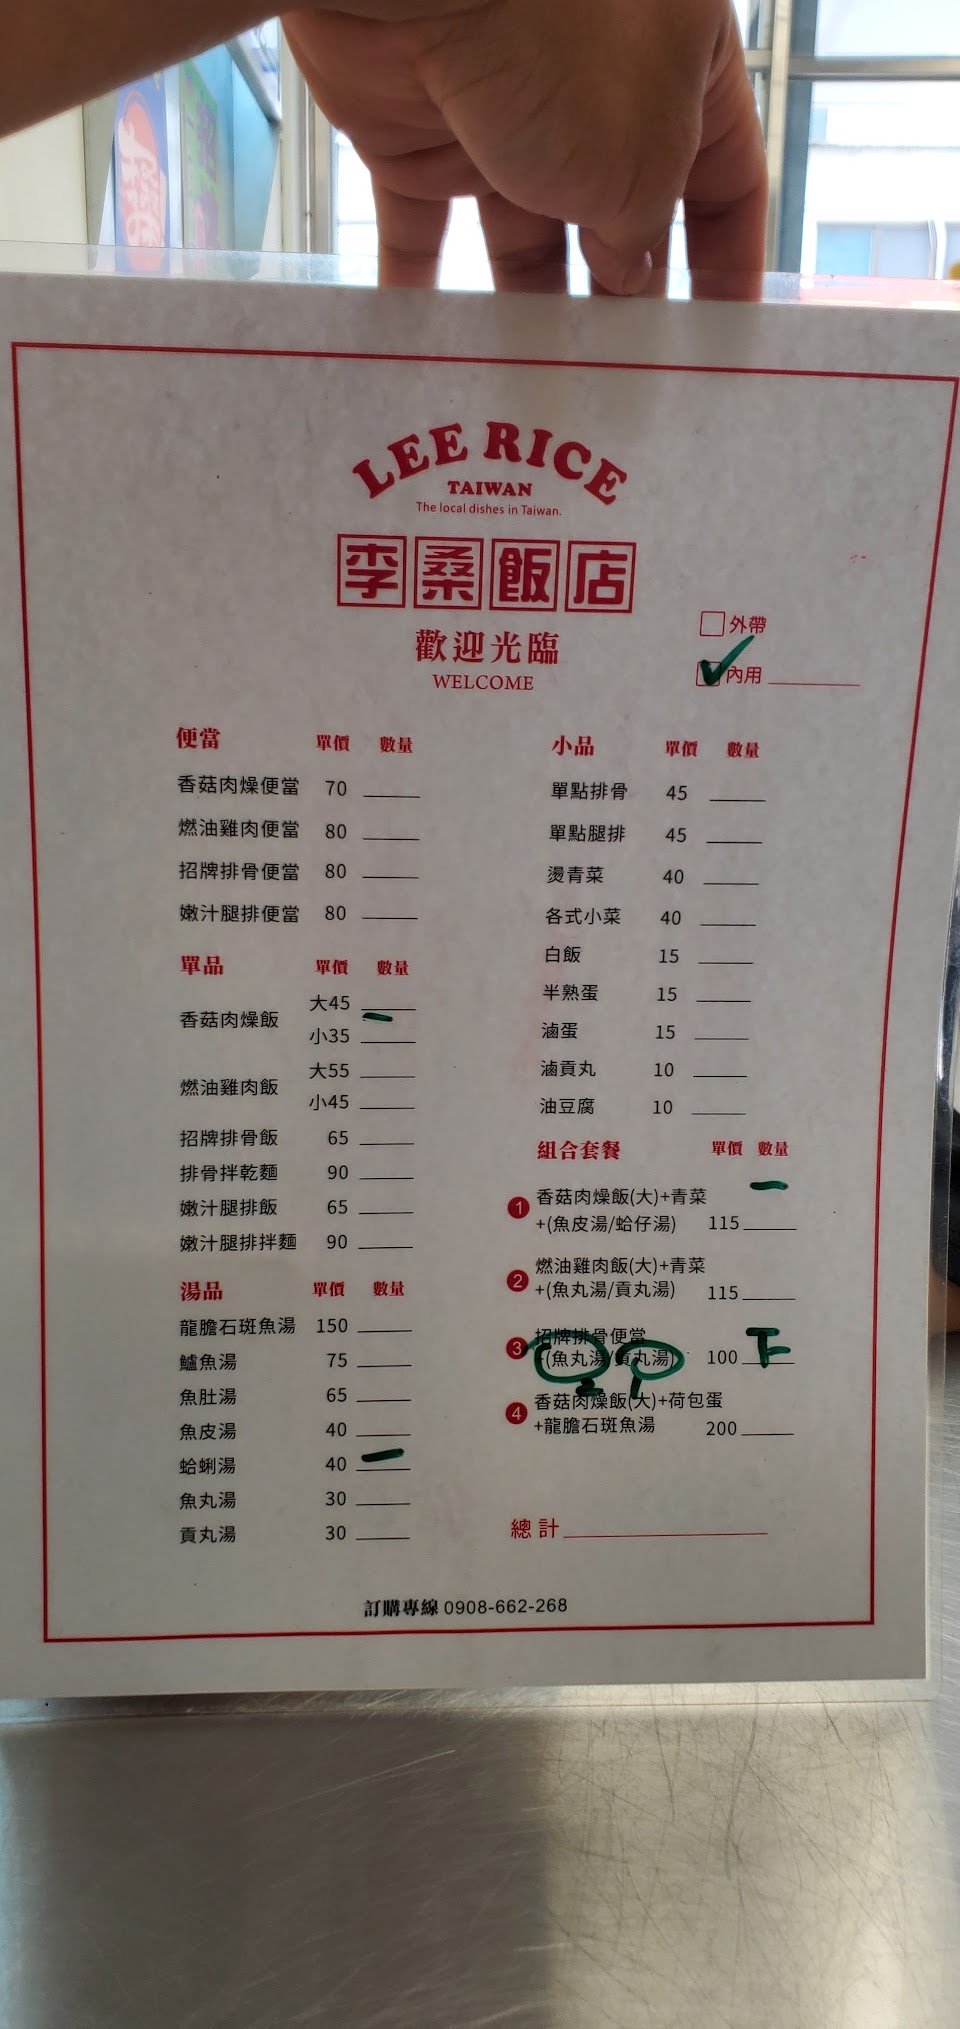 LEE RICE
TAIWAN
The local dishes in Taiwan.
李桑飯店
歡迎光臨
WELCOME
外帶
內用
便當 單價 數量
香菇肉燥便當 70
燃油雞肉便當 80
招牌排骨便當 80
嫩汁腿排便當 80
單品 單價 數量
香菇肉燥飯 大45 一
小35
燃油雞肉飯 大55
小45
招牌排骨飯 65
排骨拌乾麵 90
嫩汁腿排飯 65
嫩汁腿排拌麵 90
湯品 單價 數量
龍膽石斑魚湯 150
鱸魚湯 75
魚肚湯 65
魚皮湯 40
蛤蜊湯 40 一
魚丸湯 30
貢丸湯 30
小品 單價 數量
單點排骨 45
單點腿排 45
燙青菜 40
各式小菜 40
白飯 15
半熟蛋 15
滷蛋 15
滷貢丸 10
油豆腐 10
組合套餐 單價 數量
1 香菇肉燥飯(大)+青菜 一
+(魚皮湯/蛤仔湯) 115
2 燃油雞肉飯(大)+青菜
+(魚丸湯/貢丸湯) 115
3 招牌排骨便當
+(魚丸湯/貢丸湯) 100
2 1
4 香菇肉燥飯(大)+荷包蛋
+龍膽石斑魚湯 200
總計
訂購專線 0908-662-268